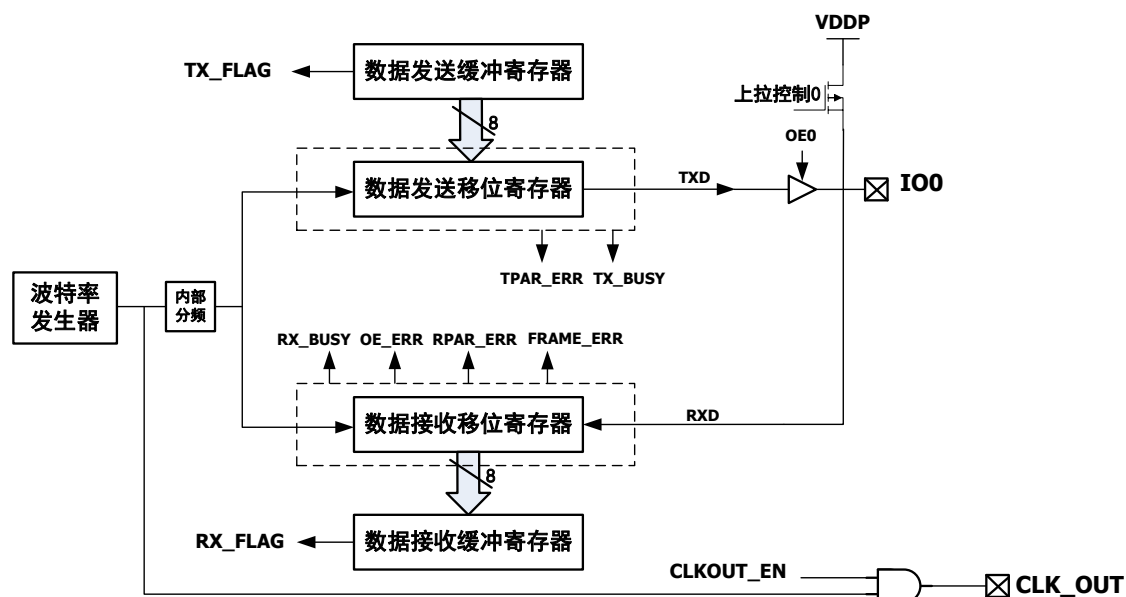 VDDP
数据发送缓冲寄存器
TX_FLAG
上拉控制0
8
OE0
数据发送移位寄存器
TXD
IO0
TPAR_ERR TX_BUSY
波特率
发生器
内部
分频
RX_BUSY OE_ERR RPAR_ERR FRAME_ERR
数据接收移位寄存器
RXD
8
数据接收缓冲寄存器
RX_FLAG
CLKOUT_EN
CLK_OUT